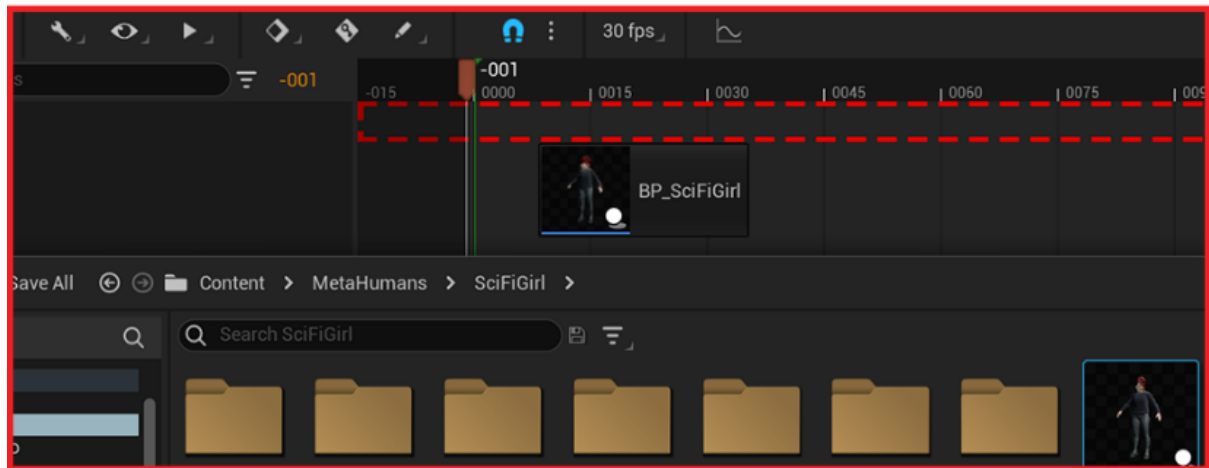 30 fps
s
-001
-001
-015 0000 0015 0030 0045 0060 0075 009
BP_SciFiGirl
Save All Content > MetaHumans > SciFiGirl >
Search SciFiGirl